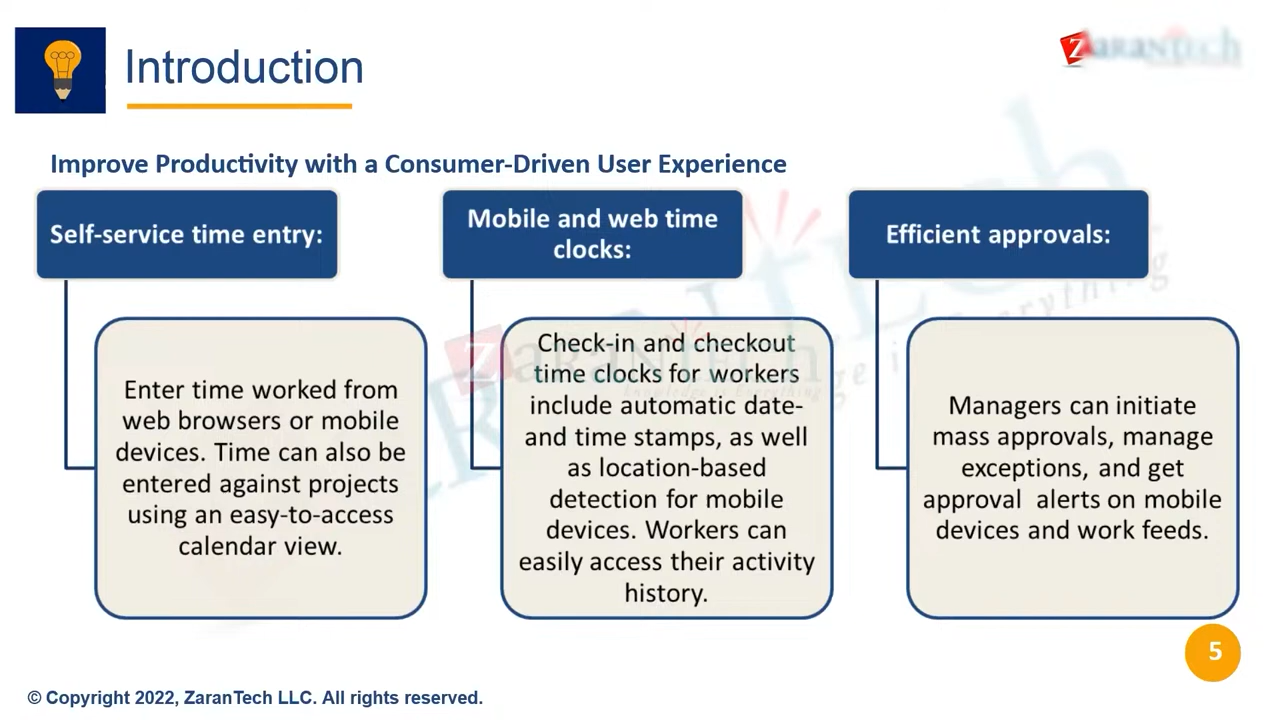 Introduction
ZaranTech
Improve Productivity with a Consumer-Driven User Experience
Self-service time entry:
Enter time worked from
web browsers or mobile
devices. Time can also be
entered against projects
using an easy-to-access
calendar view.
Mobile and web time
clocks:
Check-in and checkout
time clocks for workers
include automatic date-
and time stamps, as well
as location-based
detection for mobile
devices. Workers can
easily access their activity
history.
Efficient approvals:
Managers can initiate
mass approvals, manage
exceptions, and get
approval alerts on mobile
devices and work feeds.
ZaranTech
Knowledge is Everything
5
© Copyright 2022, ZaranTech LLC. All rights reserved.